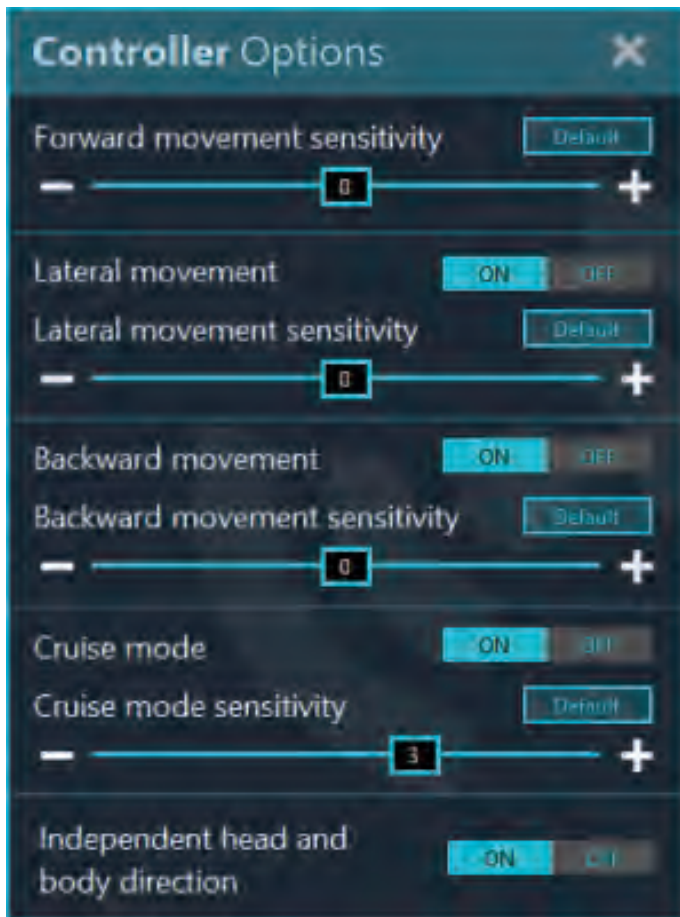 Controller Options
Forward movement sensitivity Default
0
Lateral movement ON OFF
Lateral movement sensitivity Default
0
Backward movement ON OFF
Backward movement sensitivity Default
0
Cruise mode ON OFF
Cruise mode sensitivity Default
3
Independent head and
body direction ON OFF